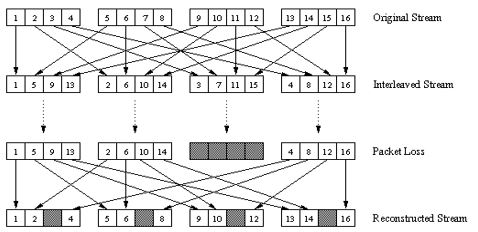 1 2 3 4 5 6 7 8 9 10 11 12 13 14 15 16 Original Stream
1 5 9 13 2 6 10 14 3 7 11 15 4 8 12 16 Interleaved Stream
1 5 9 13 2 6 10 14 4 8 12 16 Packet Loss
1 2 4 5 6 8 9 10 12 13 14 16 Reconstructed Stream